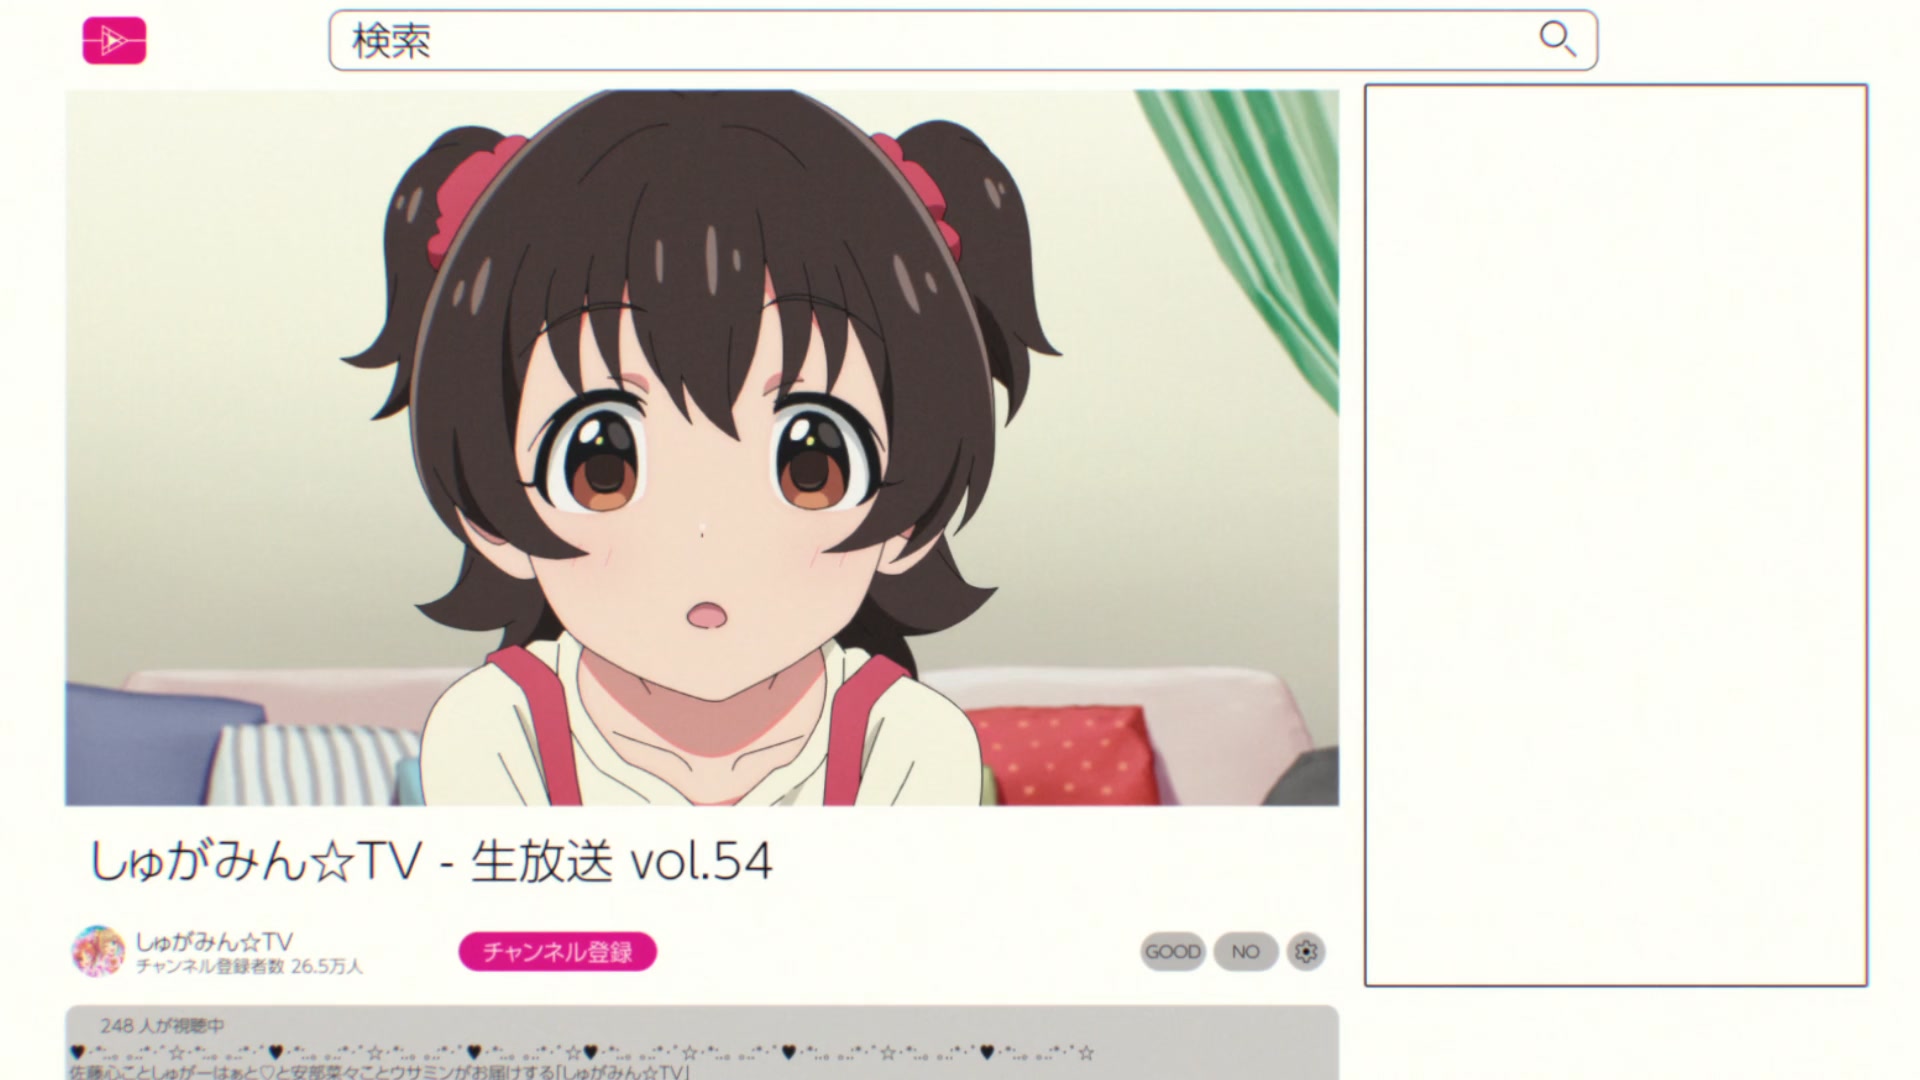 検索
しゅがみん☆TV - 生放送 vol.54
しゅがみん☆TV
チャンネル登録者数 26.5万人
チャンネル登録
GOOD
NO
248 人が視聴中
佐藤心ことしゅがーはぁと♡と安部菜々ことウサミンがお届けする「しゅがみん☆TV」